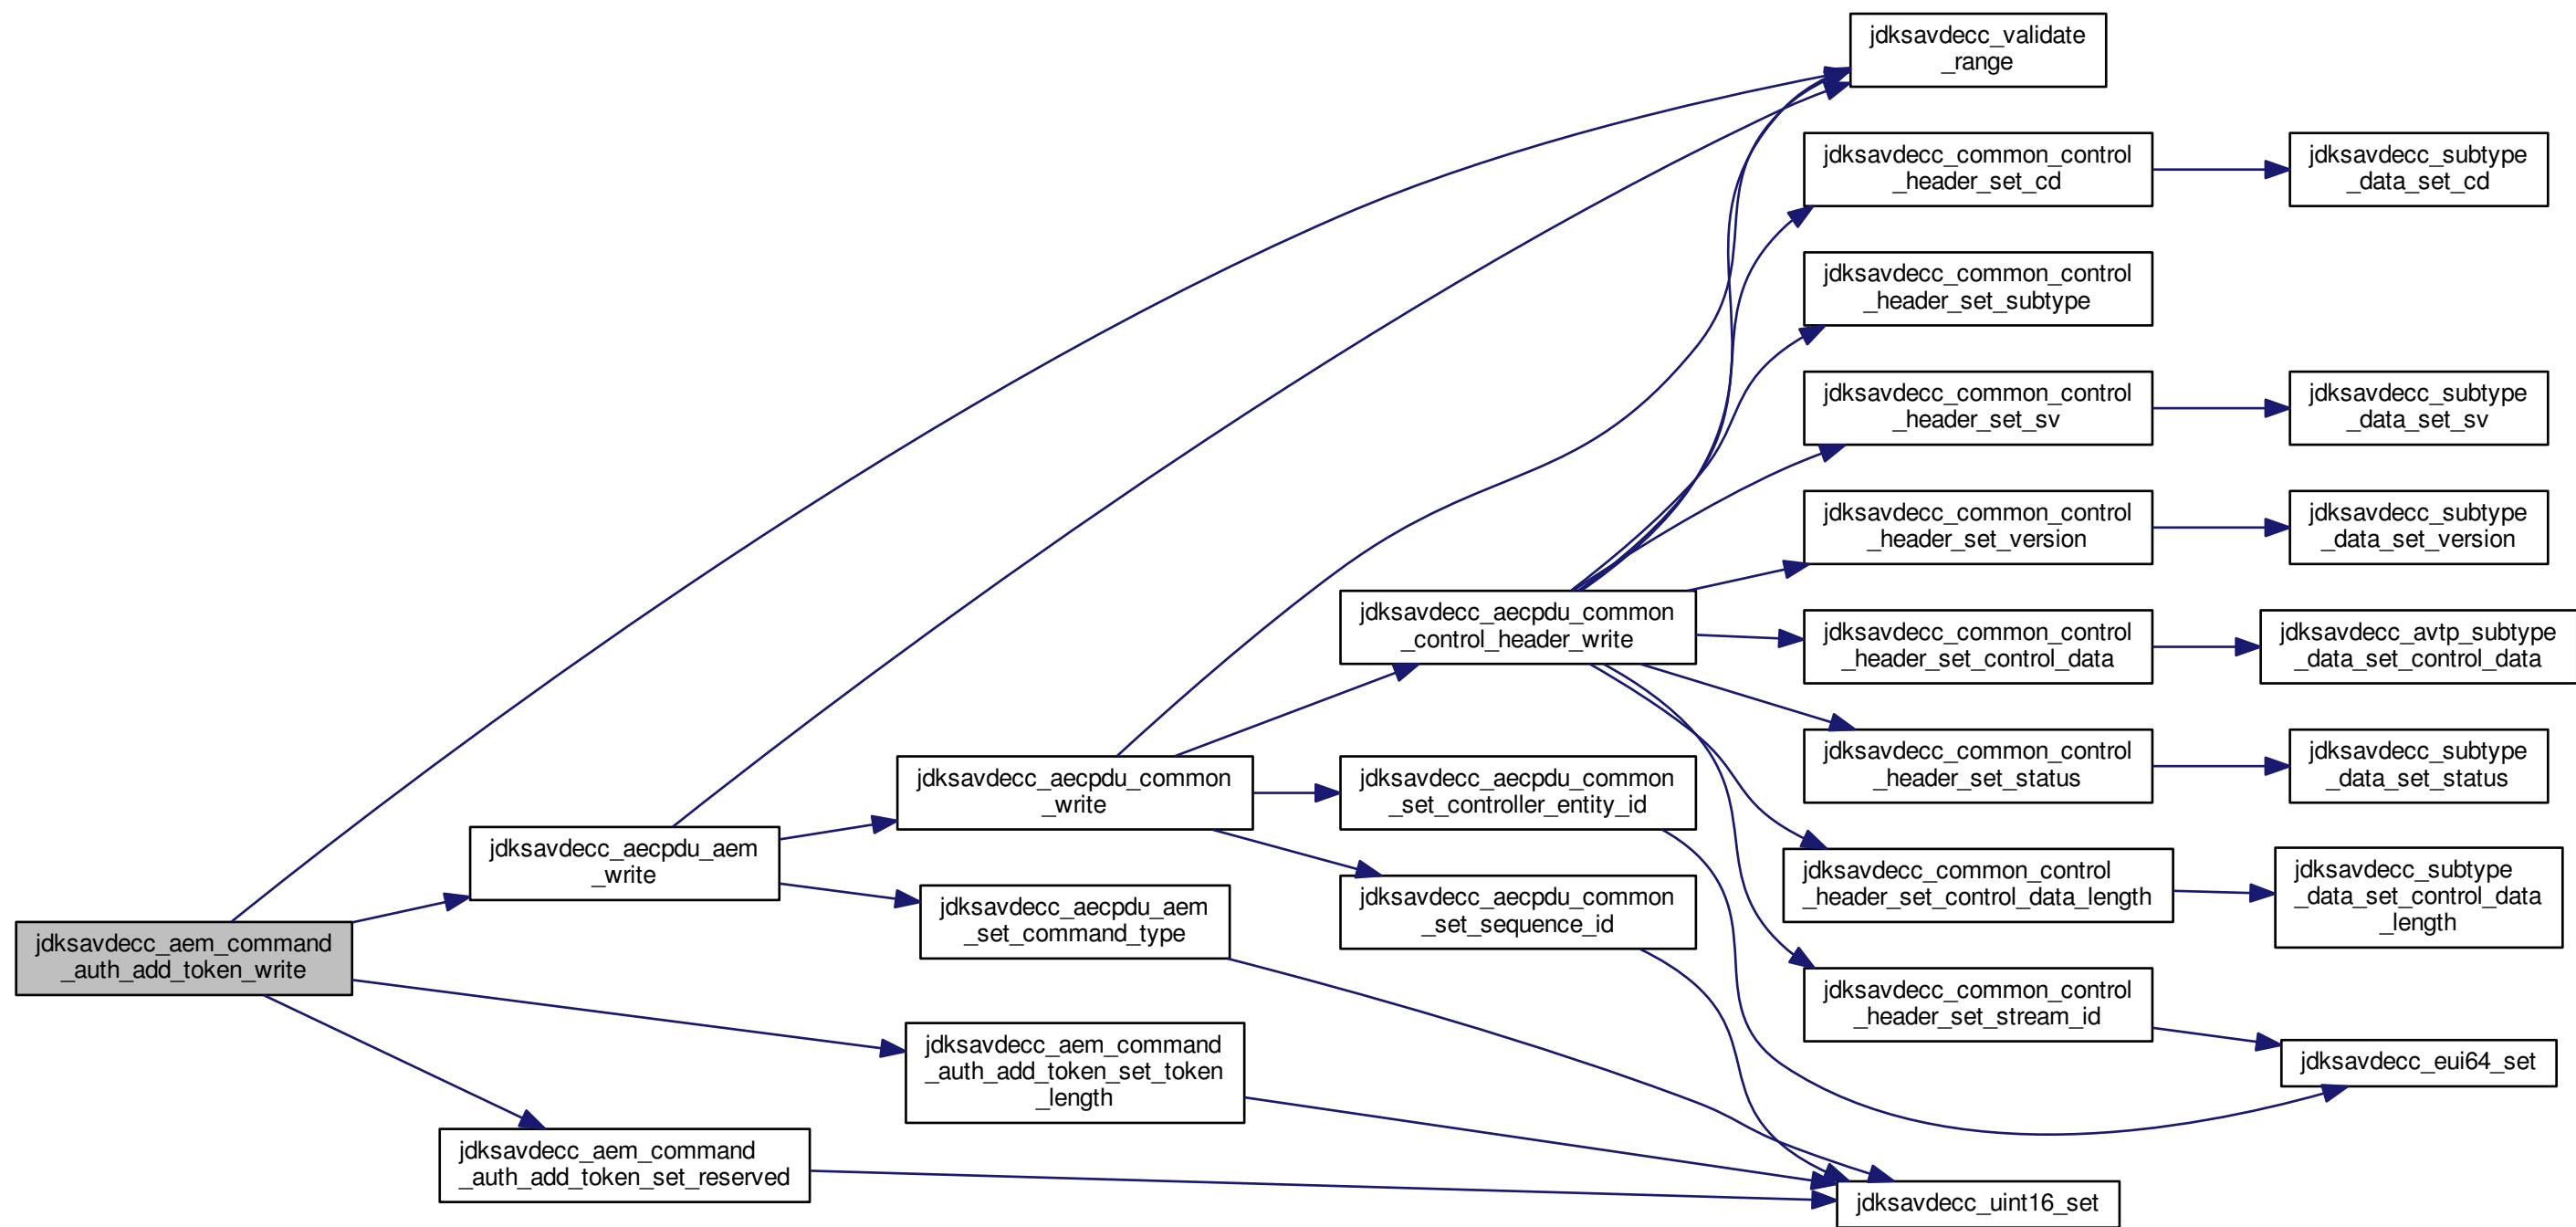 jdksavdecc_validate
_range
jdksavdecc_common_control
_header_set_cd
jdksavdecc_subtype
_data_set_cd
jdksavdecc_common_control
_header_set_subtype
jdksavdecc_common_control
_header_set_sv
jdksavdecc_subtype
_data_set_sv
jdksavdecc_common_control
_header_set_version
jdksavdecc_subtype
_data_set_version
jdksavdecc_aecpdu_common
_control_header_write
jdksavdecc_common_control
_header_set_control_data
jdksavdecc_avtp_subtype
_data_set_control_data
jdksavdecc_common_control
_header_set_status
jdksavdecc_subtype
_data_set_status
jdksavdecc_aecpdu_common
_write
jdksavdecc_aecpdu_common
_set_controller_entity_id
jdksavdecc_aecpdu_aem
_write
jdksavdecc_common_control
_header_set_control_data_length
jdksavdecc_subtype
_data_set_control_data
_length
jdksavdecc_aecpdu_aem
_set_command_type
jdksavdecc_aecpdu_common
_set_sequence_id
jdksavdecc_aem_command
_auth_add_token_write
jdksavdecc_common_control
_header_set_stream_id
jdksavdecc_aem_command
_auth_add_token_set_token
_length
jdksavdecc_eui64_set
jdksavdecc_aem_command
_auth_add_token_set_reserved
jdksavdecc_uint16_set